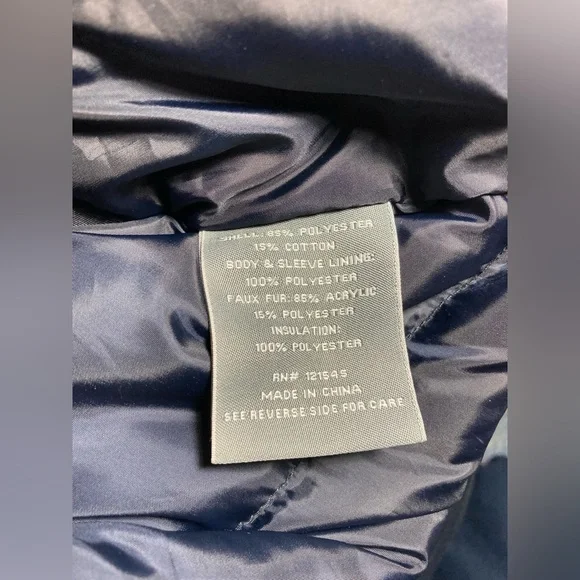 SHELL: 85% POLYESTER
15% COTTON
BODY & SLEEVE LINING:
100% POLYESTER
FAUX FUR: 85% ACRYLIC
15% POLYESTER
INSULATION:
100% POLYESTER
RN# 121545
MADE IN CHINA
SEE REVERSE SIDE FOR CARE